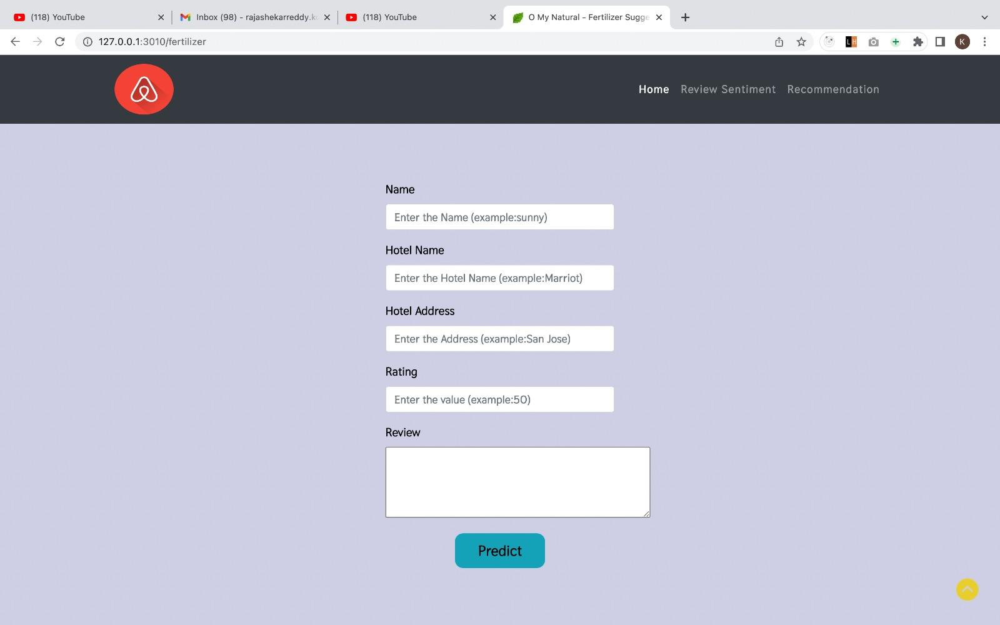 (118) YouTube
Inbox (98) - rajashekarreddy.k
(118) YouTube
O My Natural - Fertilizer Sugge
127.0.0.1:3010/fertilizer
L H
K
Home Review Sentiment Recommendation
Name
Enter the Name (example:sunny)
Hotel Name
Enter the Hotel Name (example:Marriot)
Hotel Address
Enter the Address (example:San Jose)
Rating
Enter the value (example:50)
Review
Predict